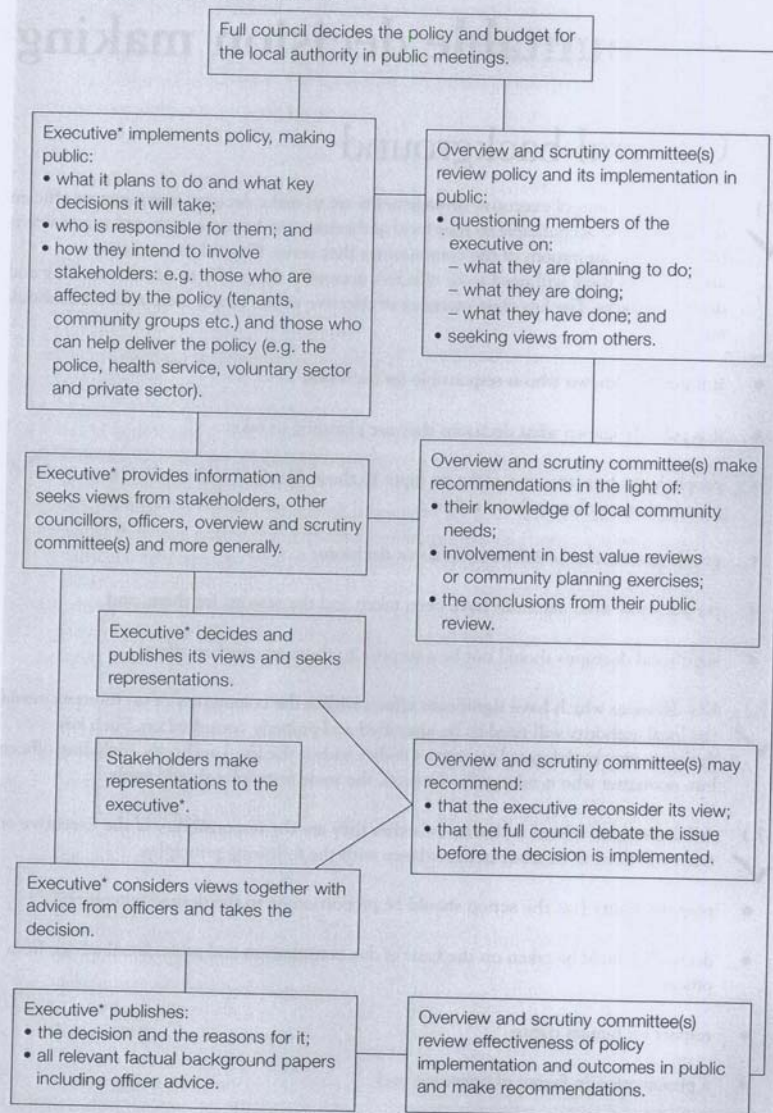 Full council decides the policy and budget for
the local authority in public meetings.
Executive* implements policy, making
public:
• what it plans to do and what key
decisions it will take;
• who is responsible for them; and
• how they intend to involve
stakeholders: e.g. those who are
affected by the policy (tenants,
community groups etc.) and those who
can help deliver the policy (e.g. the
police, health service, voluntary sector
and private sector).
Overview and scrutiny committee(s)
review policy and its implementation in
public:
• questioning members of the
executive on:
– what they are planning to do;
– what they are doing;
– what they have done; and
• seeking views from others.
Executive* provides information and
seeks views from stakeholders, other
councillors, officers, overview and scrutiny
committee(s) and more generally.
Overview and scrutiny committee(s) make
recommendations in the light of:
• their knowledge of local community
needs;
• involvement in best value reviews
or community planning exercises;
• the conclusions from their public
review.
Executive* decides and
publishes its views and seeks
representations.
Stakeholders make
representations to the
executive*.
Overview and scrutiny committee(s) may
recommend:
• that the executive reconsider its view;
• that the full council debate the issue
before the decision is implemented.
Executive* considers views together with
advice from officers and takes the
decision.
Executive* publishes:
• the decision and the reasons for it;
• all relevant factual background papers
including officer advice.
Overview and scrutiny committee(s)
review effectiveness of policy
implementation and outcomes in public
and make recommendations.